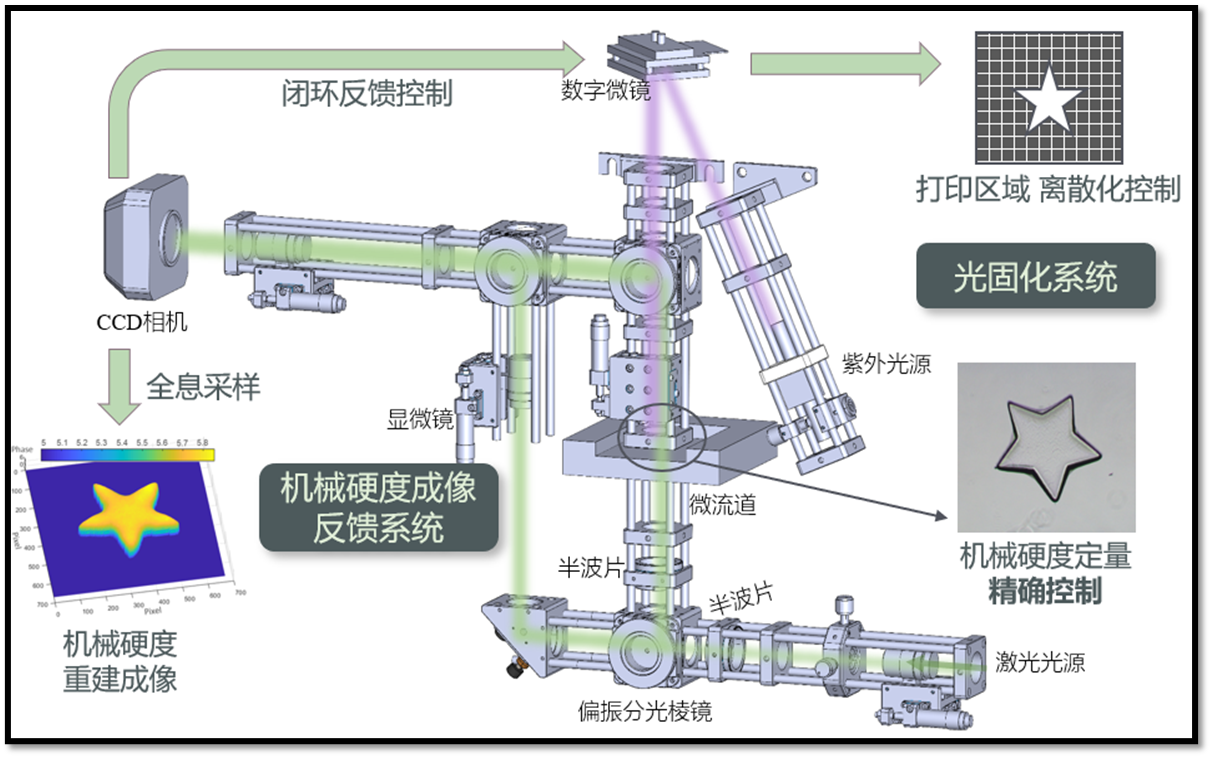 闭环反馈控制
数字微镜
打印区域 离散化控制
光固化系统
CCD相机
全息采样
紫外光源
显微镜
机械硬度成像
反馈系统
微流道
机械硬度定量
精确控制
半波片
半波片
激光光源
偏振分光棱镜
5 5.1 5.2 5.3 5.4 5.5 5.6 5.7 5.8
Phase
6
0
0
100
200
300
400
500
600
700
Pixel
0 100 200 300 400 500 600 700
Pixel
机械硬度
重建成像